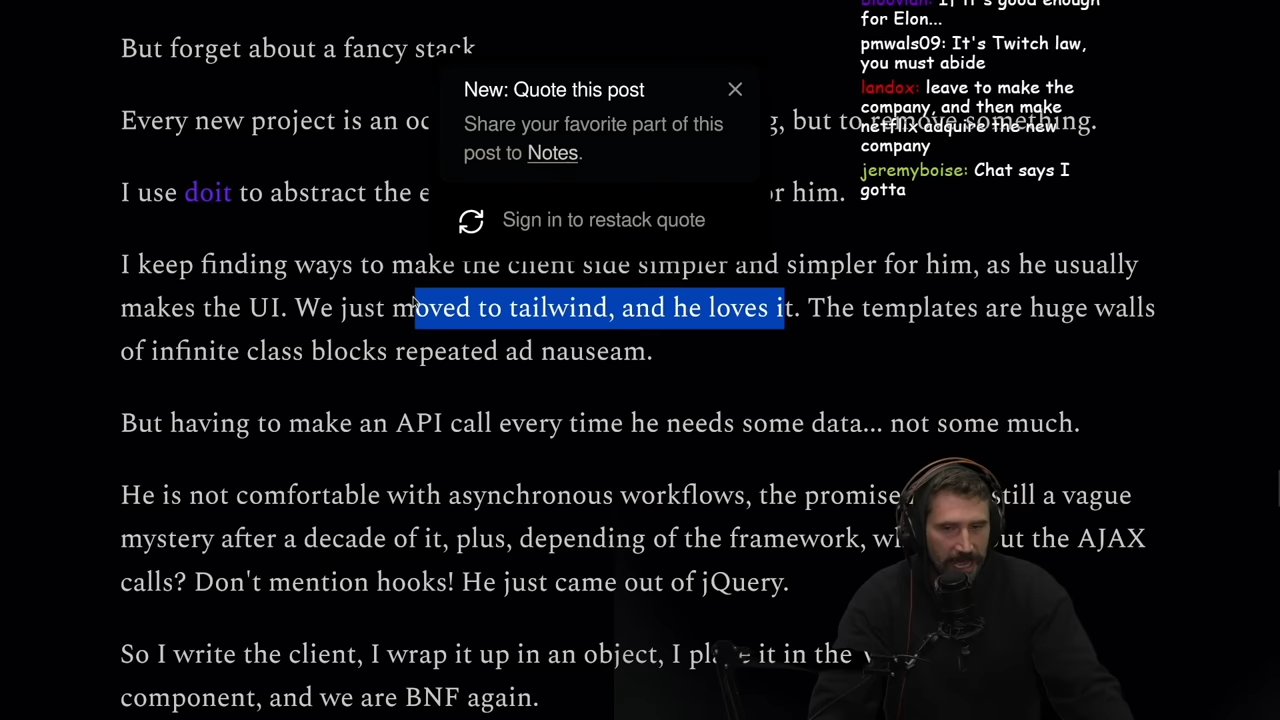 But forget about a fancy stack
Every new project is an oc g, but to remove something.
I use doit to abstract the e or him.
I keep finding ways to make the client side simpler and simpler for him, as he usually
makes the UI. We just moved to tailwind, and he loves it. The templates are huge walls
of infinite class blocks repeated ad nauseam.
But having to make an API call every time he needs some data... not some much.
He is not comfortable with asynchronous workflows, the promise still a vague
mystery after a decade of it, plus, depending of the framework, wh ut the AJAX
calls? Don't mention hooks! He just came out of jQuery.
So I write the client, I wrap it up in an object, I place it in the
component, and we are BNF again.
New: Quote this post
Share your favorite part of this
post to Notes.
Sign in to restack quote
bloovian: If it's good enough
for Elon...
pmwals09: It's Twitch law,
you must abide
landox: leave to make the
company, and then make
netflix adquire the new
company
jeremyboise: Chat says I
gotta